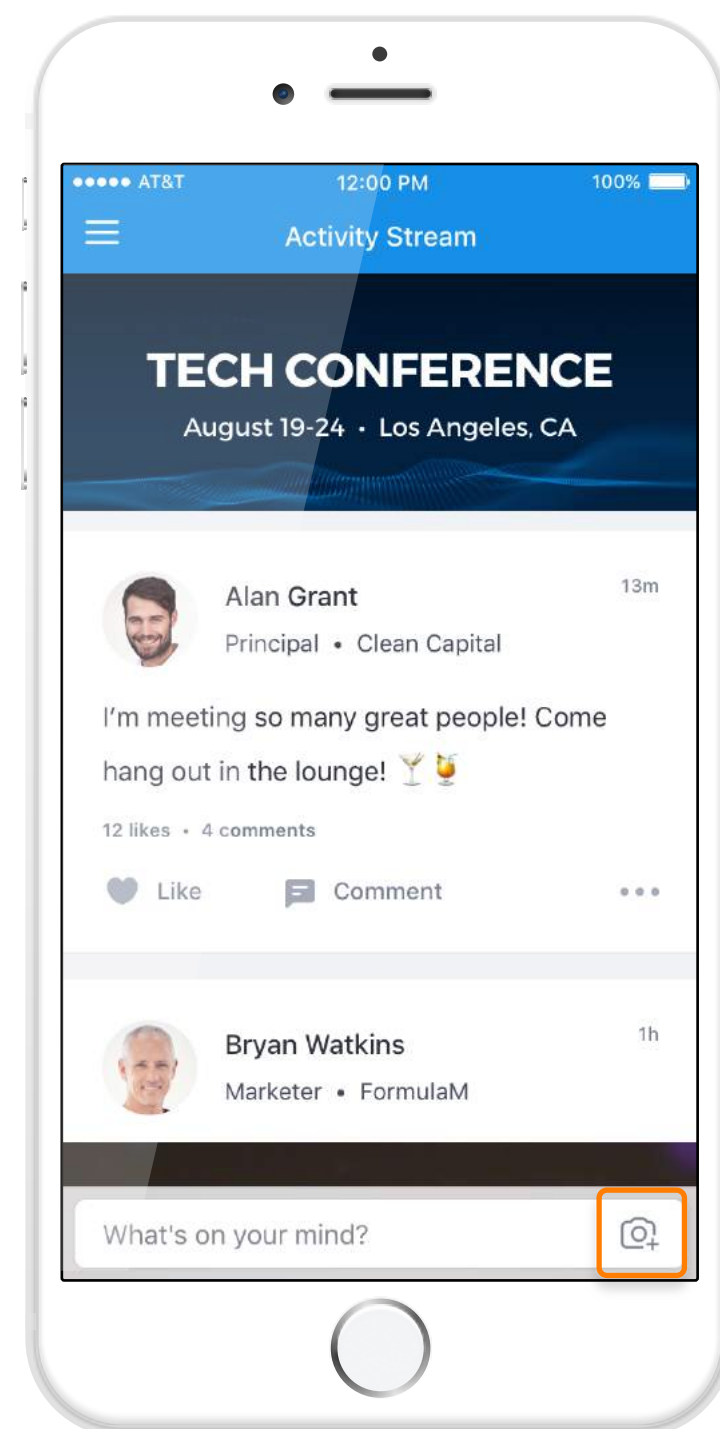 AT&T 12:00 PM 100%
Activity Stream
TECH CONFERENCE
August 19-24 • Los Angeles, CA
Alan Grant 13m
Principal • Clean Capital
I'm meeting so many great people! Come
hang out in the lounge! 🍸 🍹
12 likes • 4 comments
Like Comment
Bryan Watkins 1h
Marketer • FormulaM
What's on your mind?